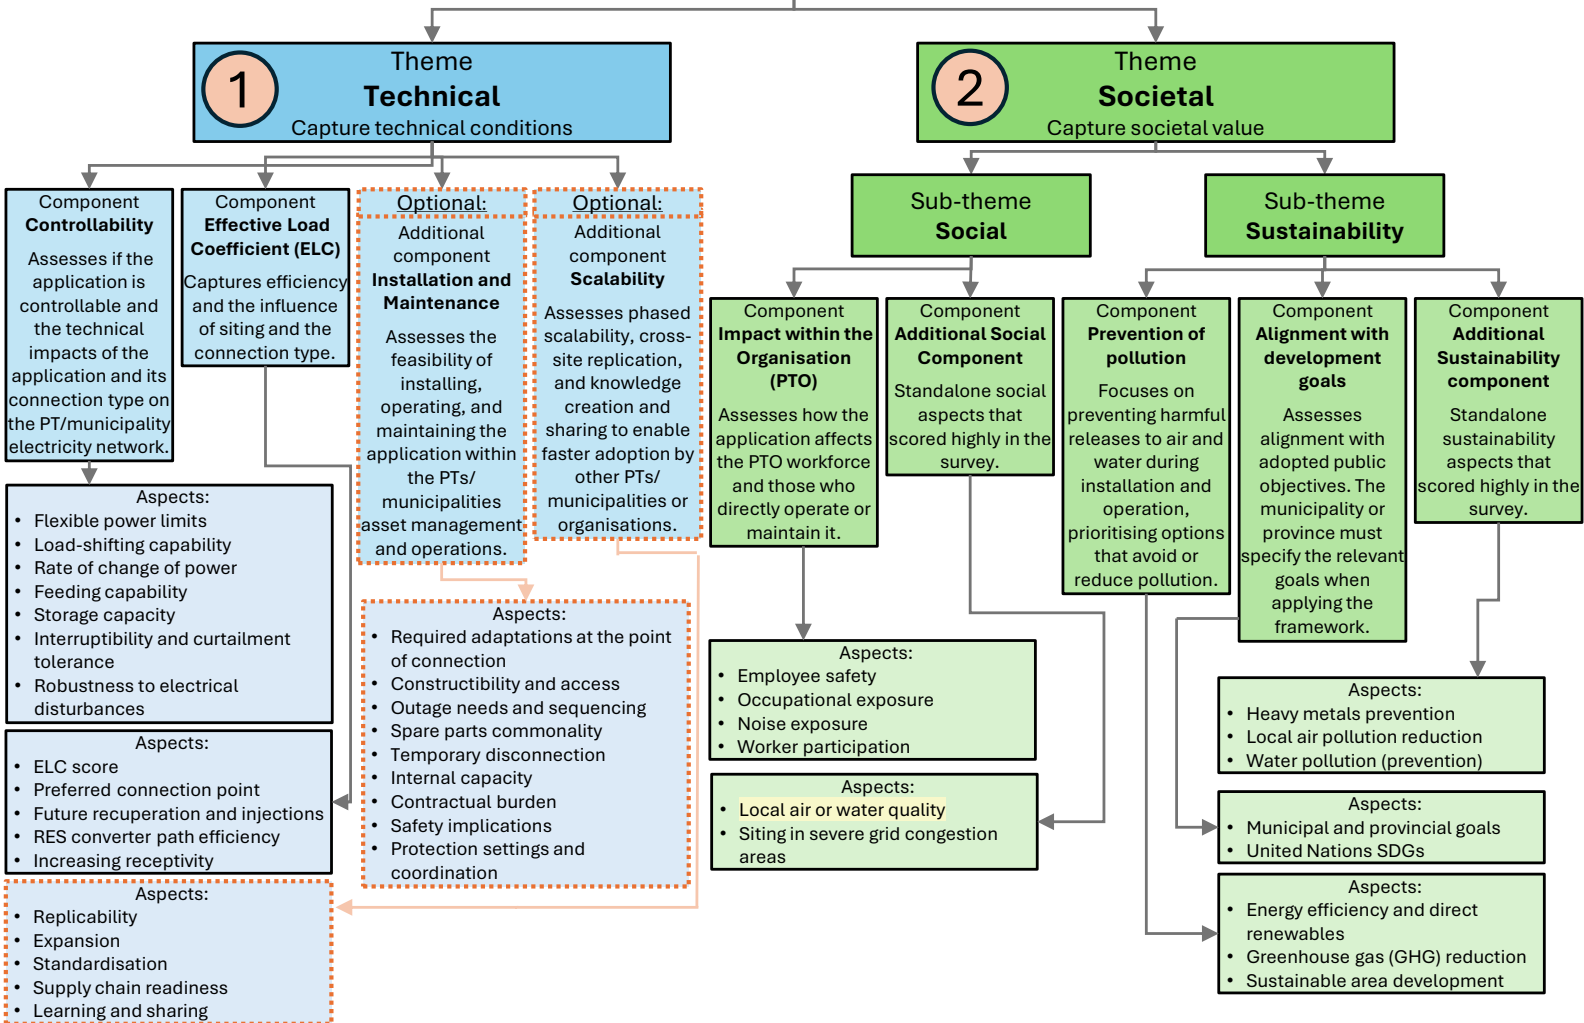 1
Theme
Technical
Capture technical conditions
2
Theme
Societal
Capture societal value
Component
Controllability
Assesses if the
application is
controllable and
the technical
impacts of the
application and its
connection type on
the PT/municipality
electricity network.
Component
Effective Load
Coefficient (ELC)
Captures efficiency
and the influence
of siting and the
connection type.
Optional:
Additional
component
Installation and
Maintenance
Assesses the
feasibility of
installing,
operating, and
maintaining the
application within
the PTs/
municipalities
asset management
and operations.
Optional:
Additional
component
Scalability
Assesses phased
scalability, cross-
site replication,
and knowledge
creation and
sharing to enable
faster adoption by
other PTs/
municipalities or
organisations.
Sub-theme
Social
Sub-theme
Sustainability
Component
Impact within the
Organisation
(PTO)
Assesses how the
application affects
the PTO workforce
and those who
directly operate or
maintain it.
Component
Additional Social
Component
Standalone social
aspects that
scored highly in the
survey.
Component
Prevention of
pollution
Focuses on
preventing harmful
releases to air and
water during
installation and
operation,
prioritising options
that avoid or
reduce pollution.
Component
Alignment with
development
goals
Assesses
alignment with
adopted public
objectives. The
municipality or
province must
specify the relevant
goals when
applying the
framework.
Component
Additional
Sustainability
component
Standalone
sustainability
aspects that
scored highly in the
survey.
Aspects:
• Flexible power limits
• Load-shifting capability
• Rate of change of power
• Feeding capability
• Storage capacity
• Interruptibility and curtailment
tolerance
• Robustness to electrical
disturbances
Aspects:
• ELC score
• Preferred connection point
• Future recuperation and injections
• RES converter path efficiency
• Increasing receptivity
Aspects:
• Replicability
• Expansion
• Standardisation
• Supply chain readiness
• Learning and sharing
Aspects:
• Required adaptations at the point
of connection
• Constructibility and access
• Outage needs and sequencing
• Spare parts commonality
• Temporary disconnection
• Internal capacity
• Contractual burden
• Safety implications
• Protection settings and
coordination
Aspects:
• Employee safety
• Occupational exposure
• Noise exposure
• Worker participation
Aspects:
• Local air or water quality
• Siting in severe grid congestion
areas
Aspects:
• Heavy metals prevention
• Local air pollution reduction
• Water pollution (prevention)
Aspects:
• Municipal and provincial goals
• United Nations SDGs
Aspects:
• Energy efficiency and direct
renewables
• Greenhouse gas (GHG) reduction
• Sustainable area development